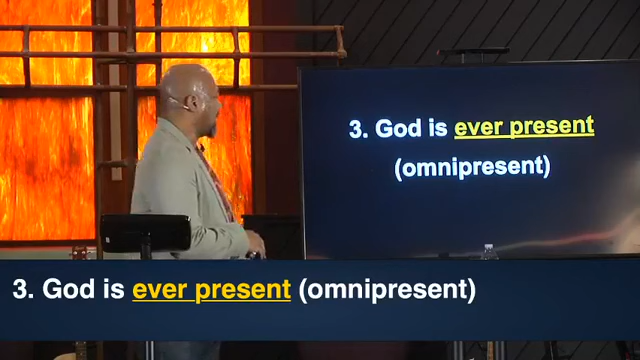 3. God is ever present
(omnipresent)
3. God is ever present (omnipresent)